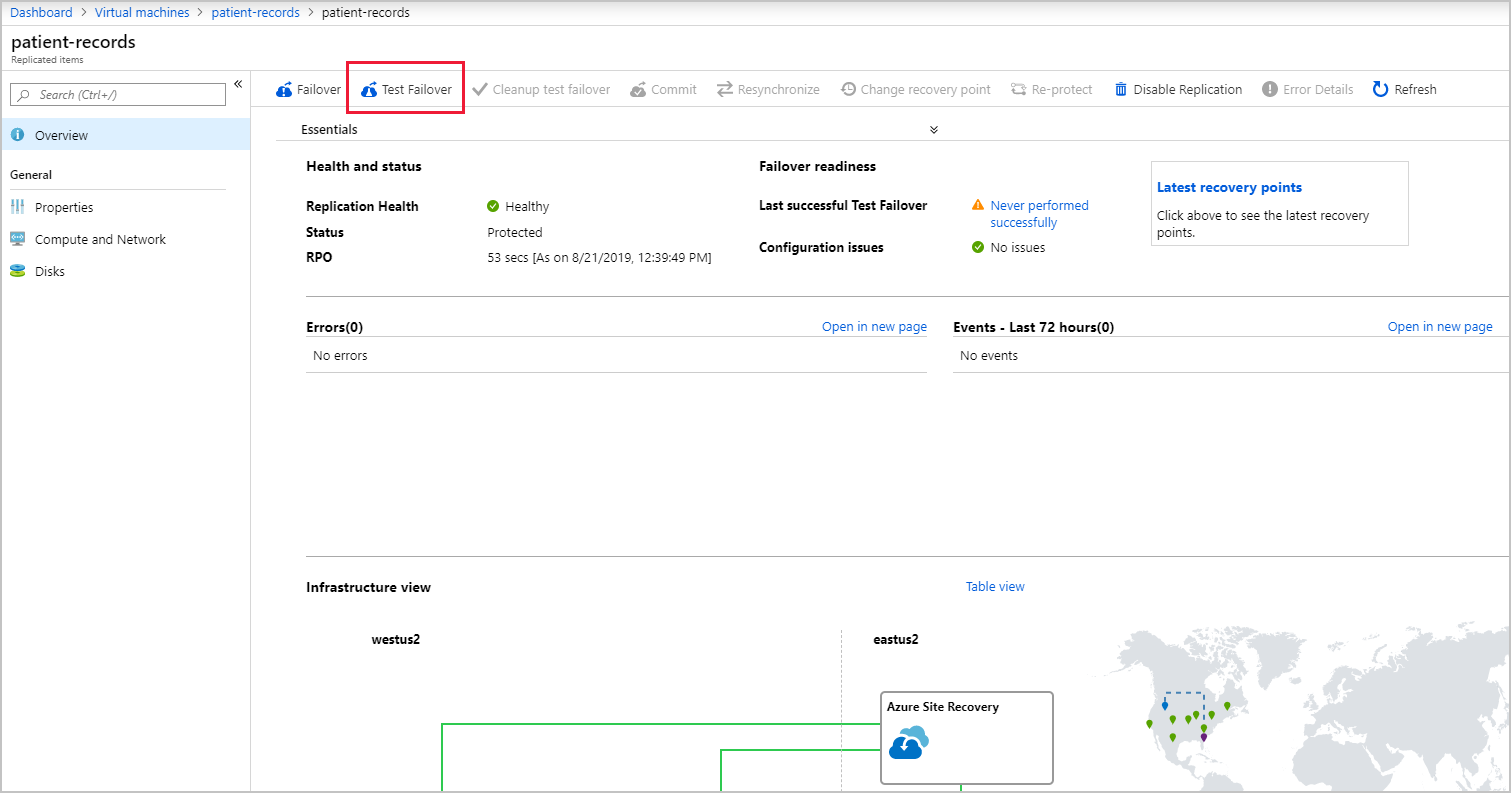 Dashboard > Virtual machines > patient-records > patient-records
patient-records
Replicated items
Search (Ctrl+/)
«
Failover
Test Failover
Cleanup test failover
Commit
Resynchronize
Change recovery point
Re-protect
Disable Replication
Error Details
Refresh
Overview
General
Properties
Compute and Network
Disks
Essentials
Health and status
Replication Health
Healthy
Status
Protected
RPO
53 secs [As on 8/21/2019, 12:39:49 PM]
Failover readiness
Last successful Test Failover
Never performed
successfully
Configuration issues
No issues
Latest recovery points
Click above to see the latest recovery
points.
Errors(0)
Open in new page
No errors
Events - Last 72 hours(0)
Open in new page
No events
Infrastructure view
Table view
westus2
eastus2
Azure Site Recovery